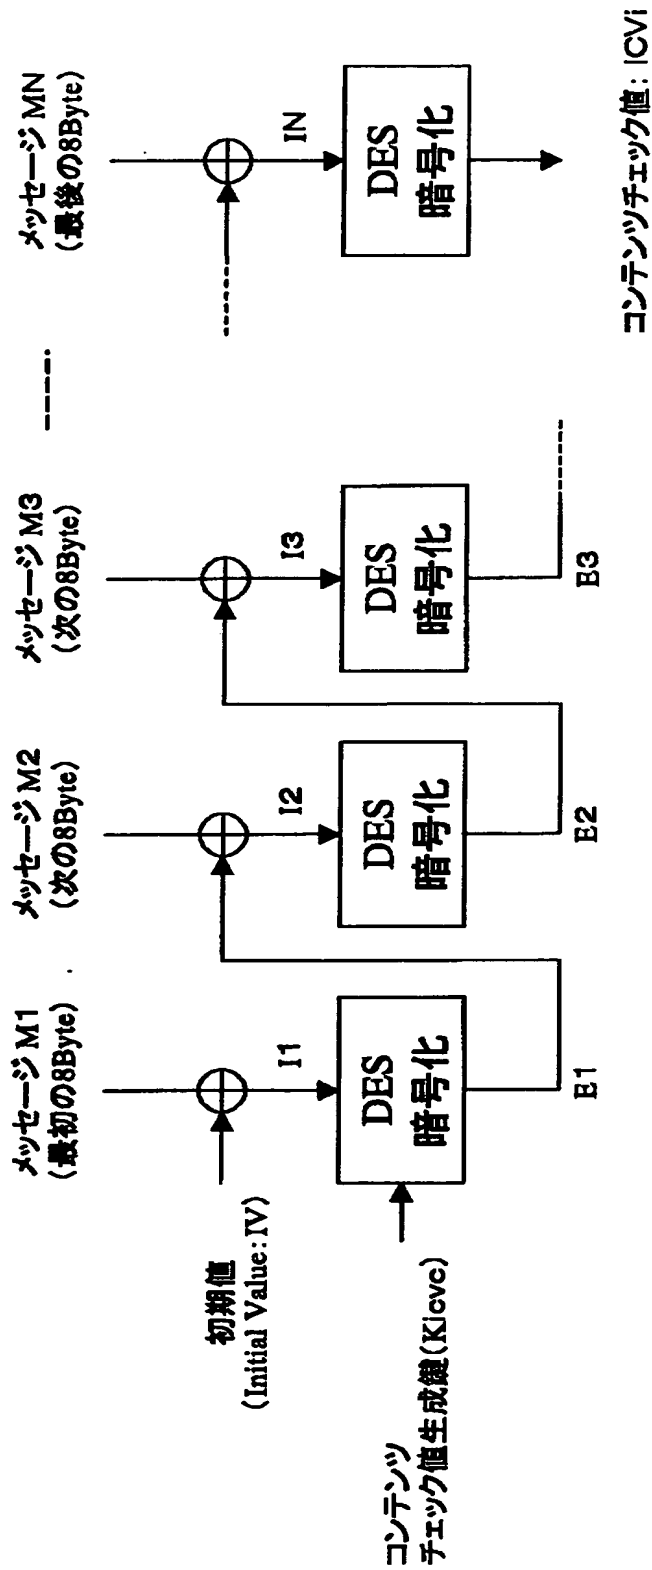 メッセージ M1
(最初の8Byte)
メッセージ M2
(次の8Byte)
メッセージ M3
(次の8Byte)
メッセージ MN
(最後の8Byte)
初期値
(Initial Value: IV)
I1
I2
I3
IN
DES
暗号化
DES
暗号化
DES
暗号化
DES
暗号化
コンテンツ
チェック値生成鍵(Kicvc)
E1
E2
E3
コンテンツチェック値: ICVi